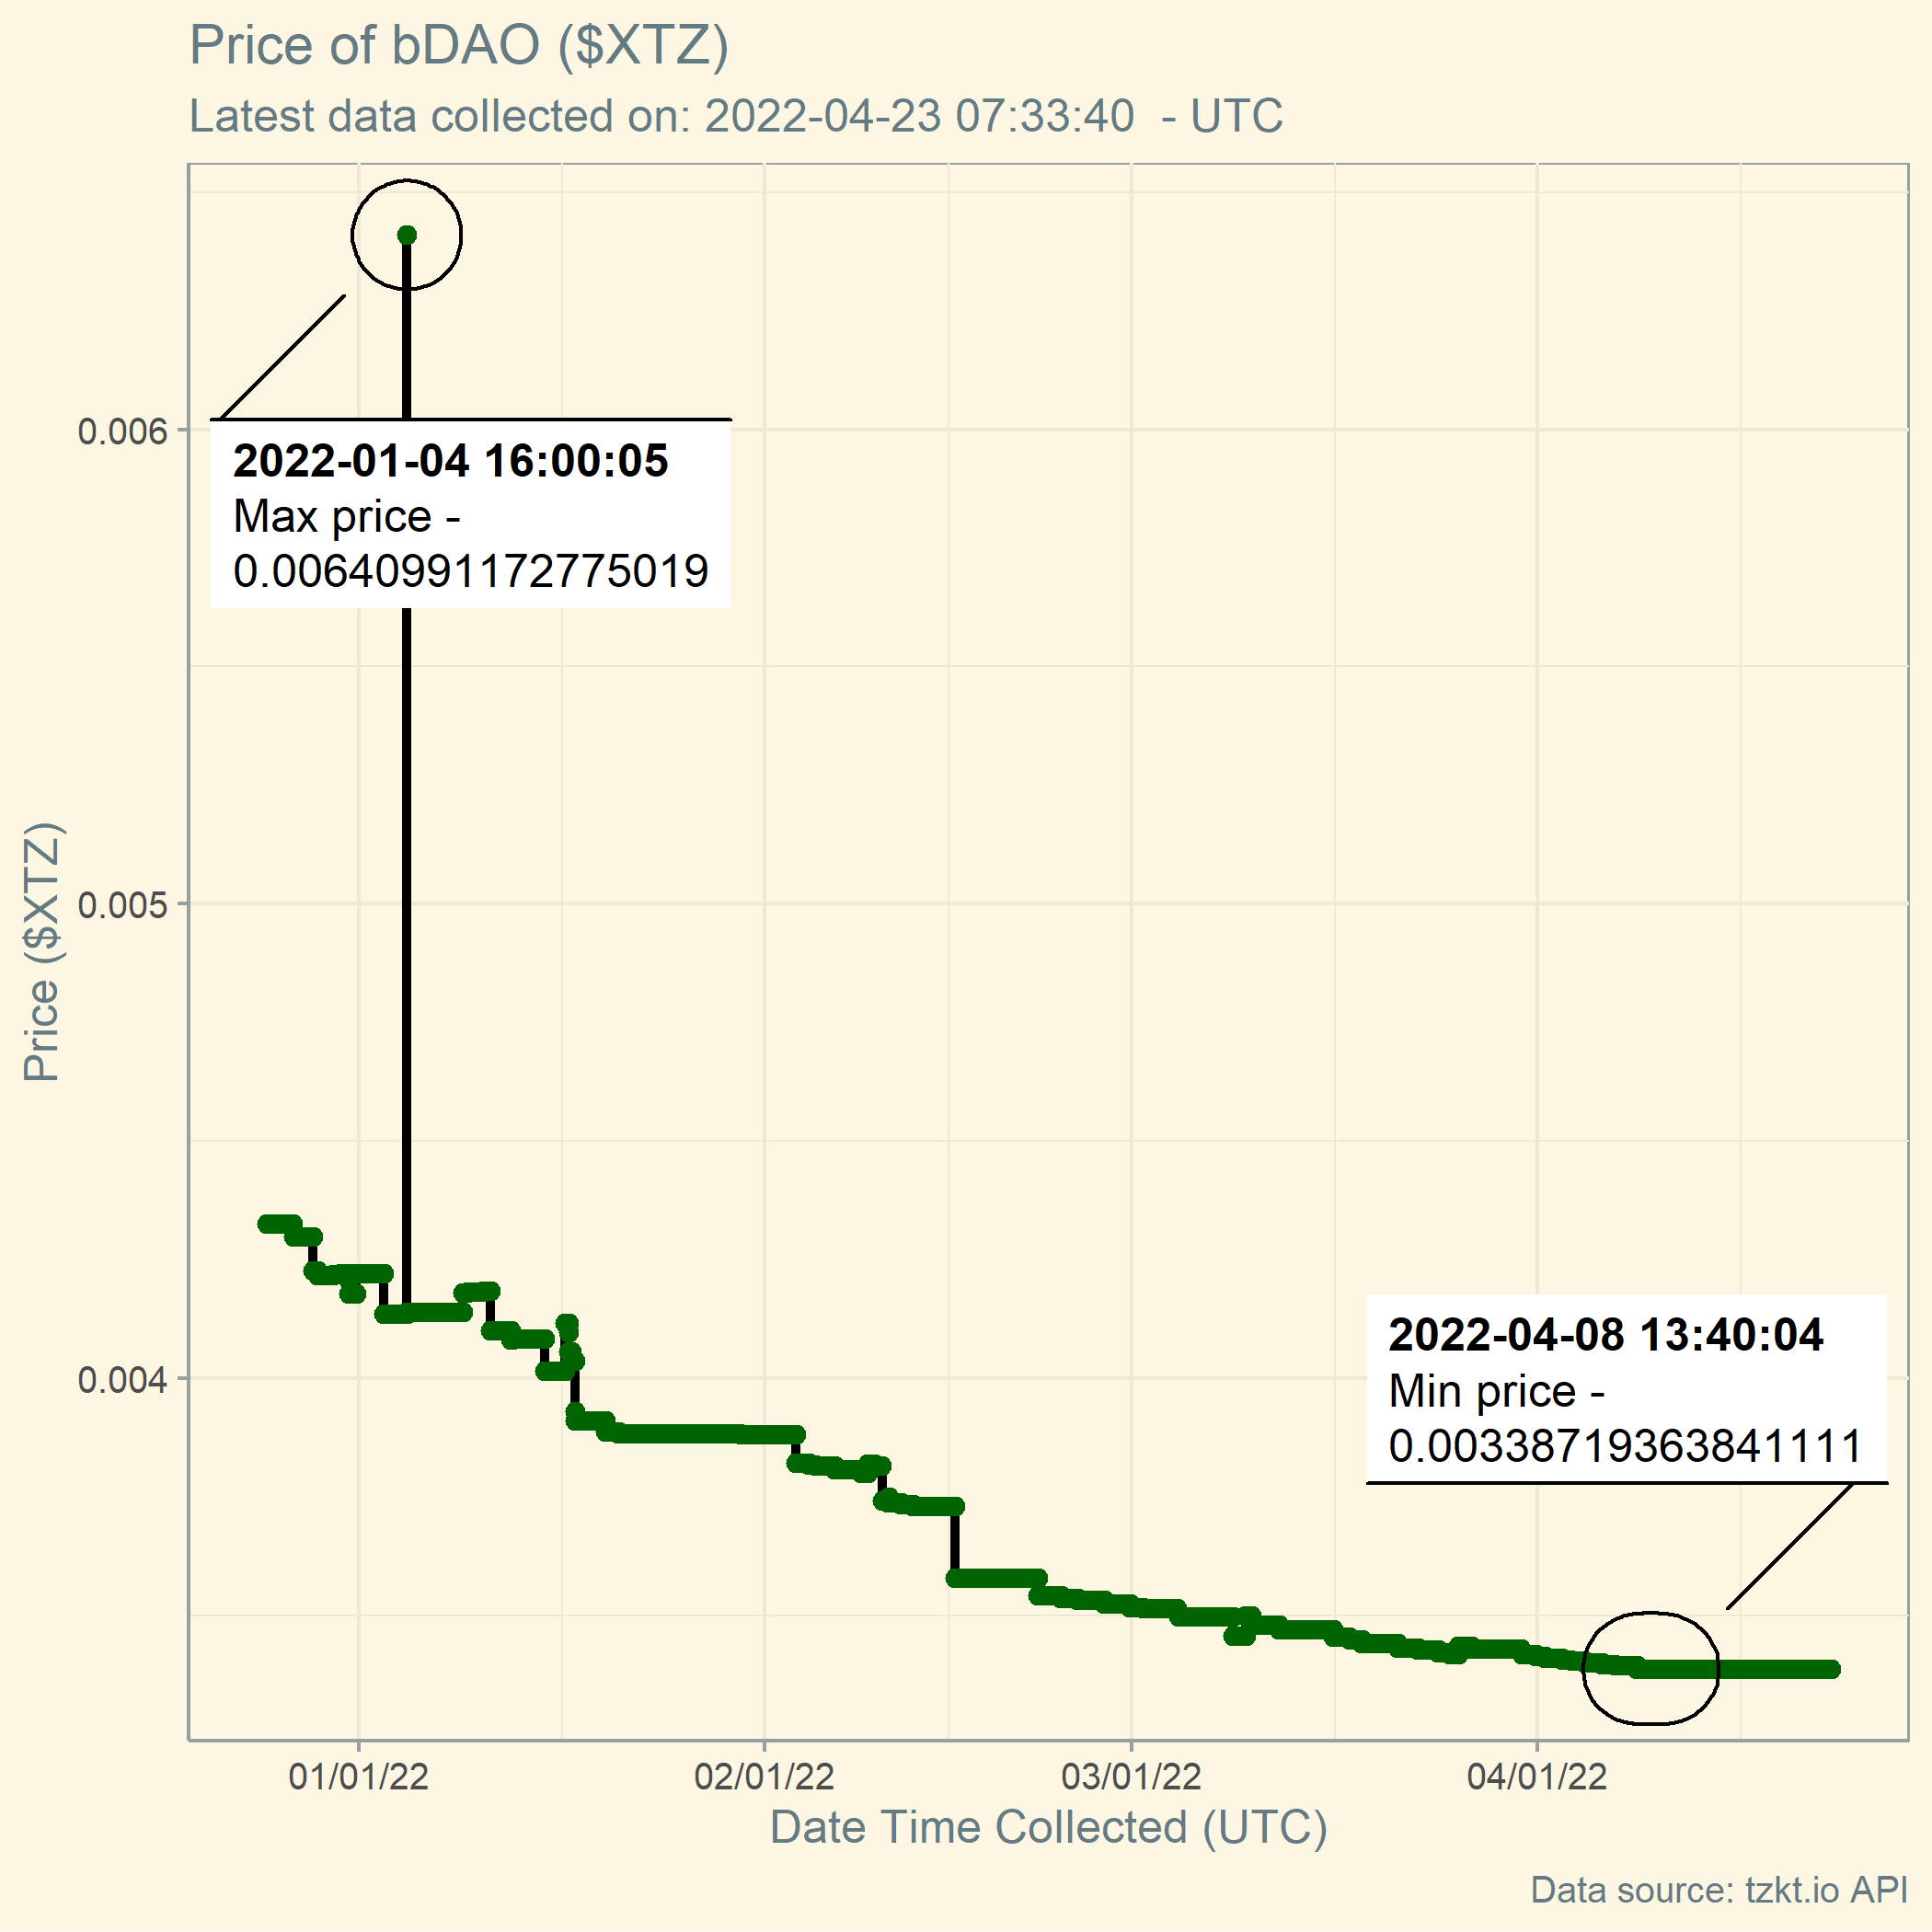 Price of bDAO ($XTZ)
Latest data collected on: 2022-04-23 07:33:40  - UTC
2022-01-04 16:00:05
Max price -
0.00640991172775019
2022-04-08 13:40:04
Min price -
0.00338719363841111
Price ($XTZ)
0.006
0.005
0.004
01/01/22 02/01/22 03/01/22 04/01/22
Date Time Collected (UTC)
Data source: tzkt.io API